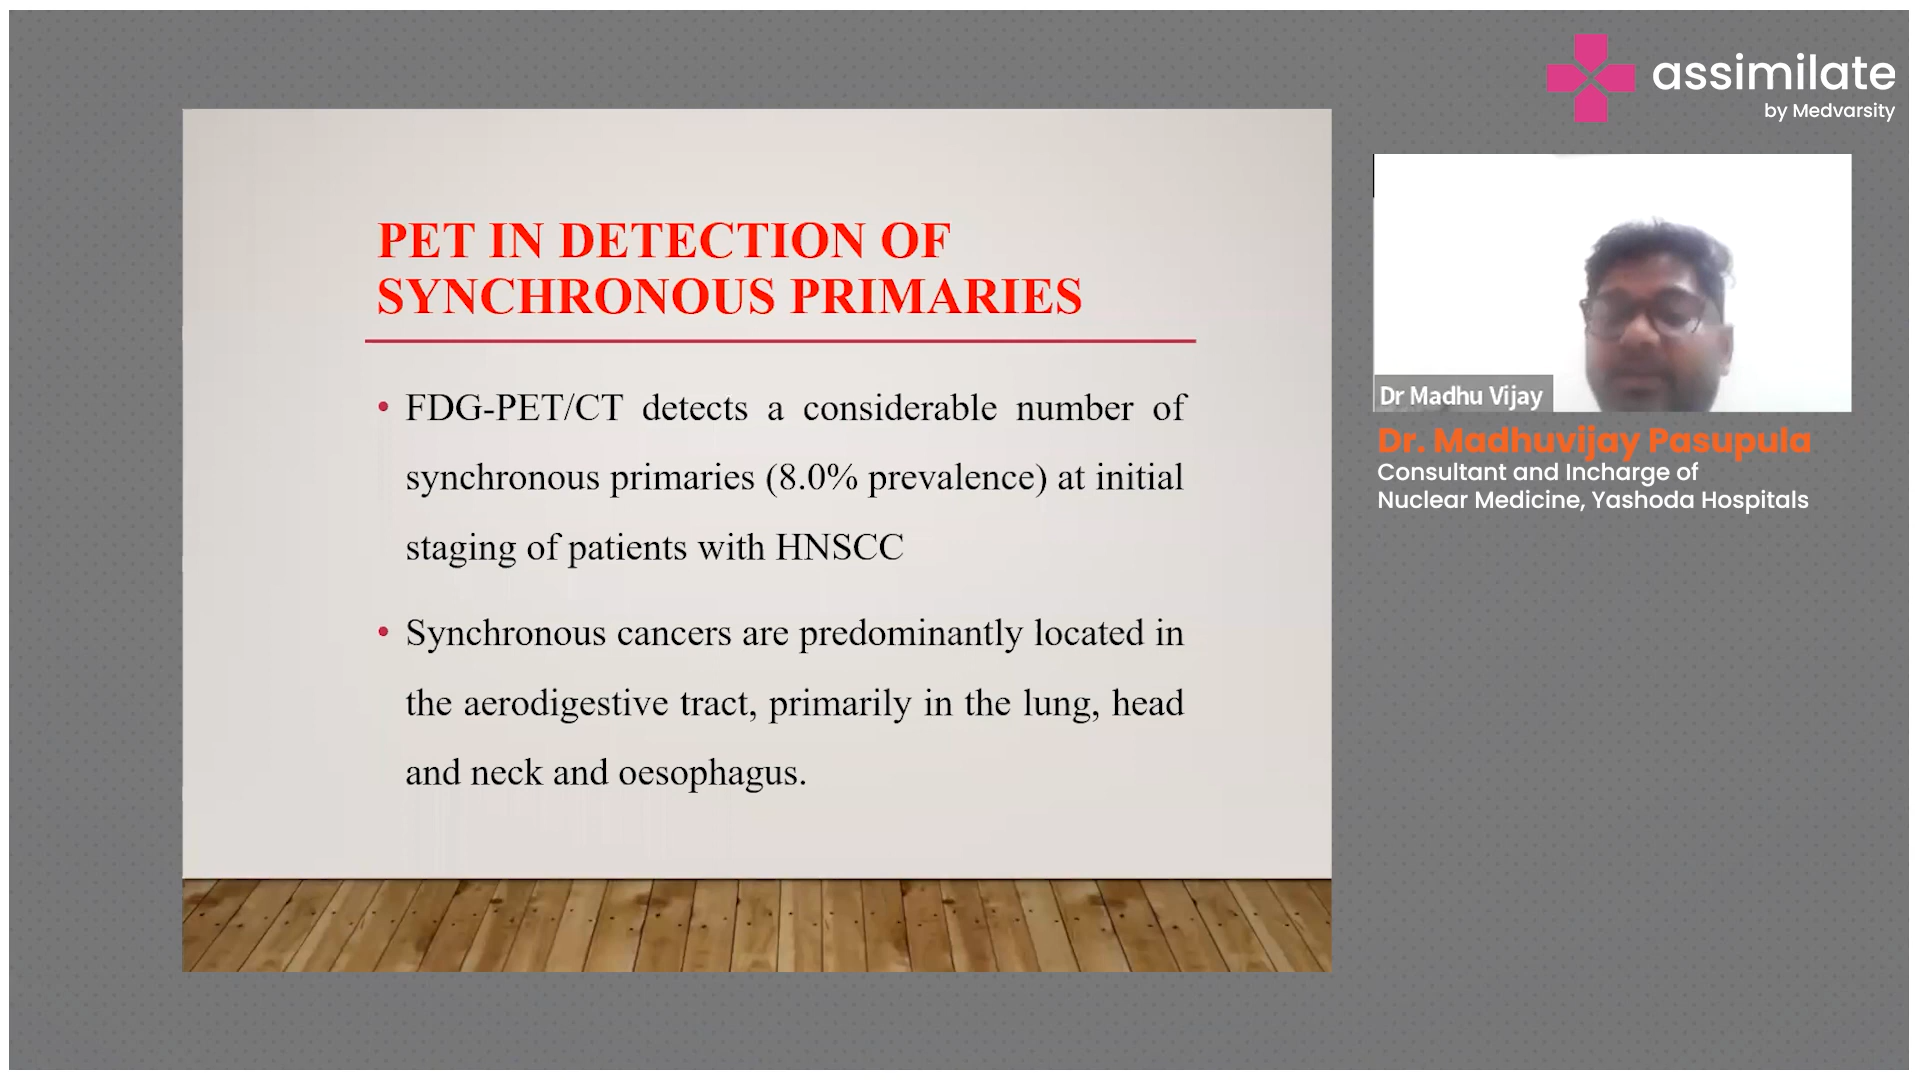 assimilate
by Medvarsity
PET IN DETECTION OF
SYNCHRONOUS PRIMARIES
• FDG-PET/CT detects a considerable number of
synchronous primaries (8.0% prevalence) at initial
staging of patients with HNSCC
• Synchronous cancers are predominantly located in
the aerodigestive tract, primarily in the lung, head
and neck and oesophagus.
Dr Madhu Vijay
Dr. Madhuvijay Pasupula
Consultant and Incharge of
Nuclear Medicine, Yashoda Hospitals